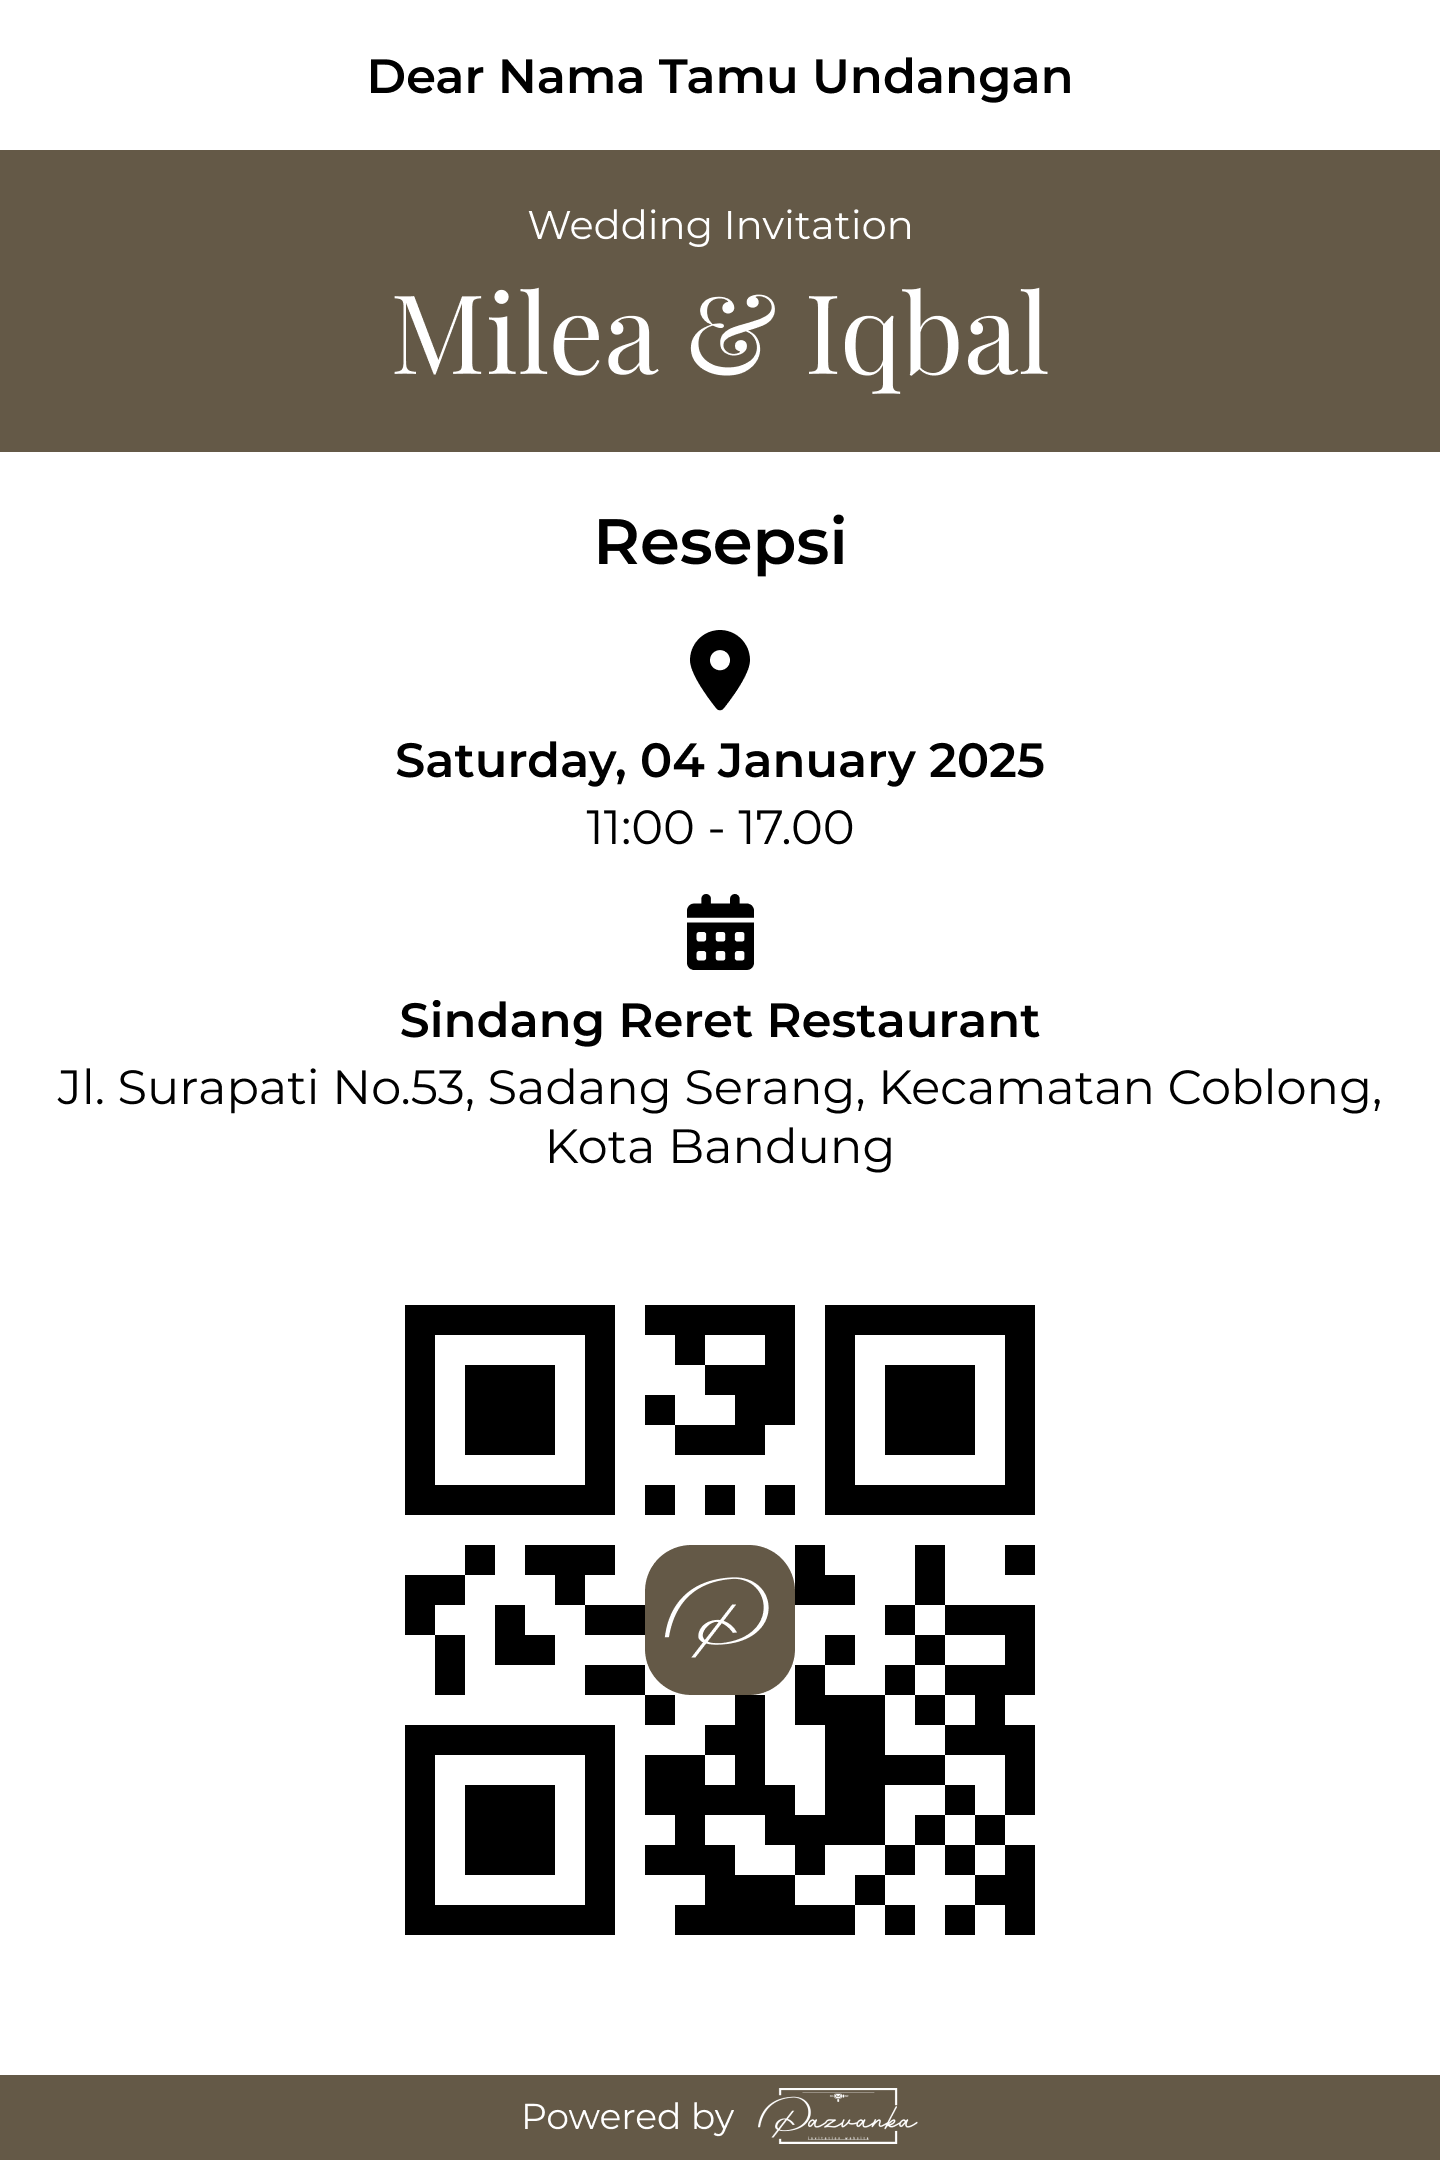 Dear Nama Tamu Undangan
Wedding Invitation
Milea & Iqbal
Resepsi
Saturday, 04 January 2025
11:00 - 17.00
Sindang Reret Restaurant
Jl. Surapati No.53, Sadang Serang, Kecamatan Coblong,
Kota Bandung
Powered by Dazvanka